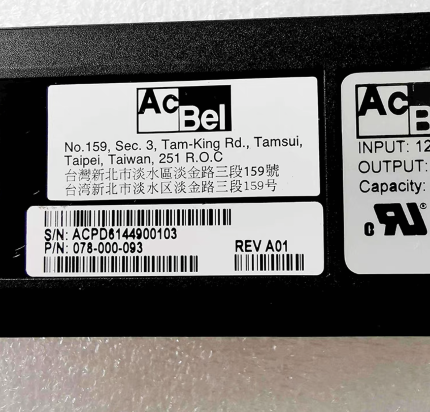 AcBel
No.159, Sec. 3, Tam-King Rd., Tamsui,
Taipei, Taiwan, 251 R.O.C
台灣新北市淡水區淡金路三段159號
台湾新北市淡水区淡金路三段159号
S/N: ACPD6144900103
P/N: 078-000-093
REV A01
AcB
INPUT: 12
OUTPUT:
Capacity:
c RU ®